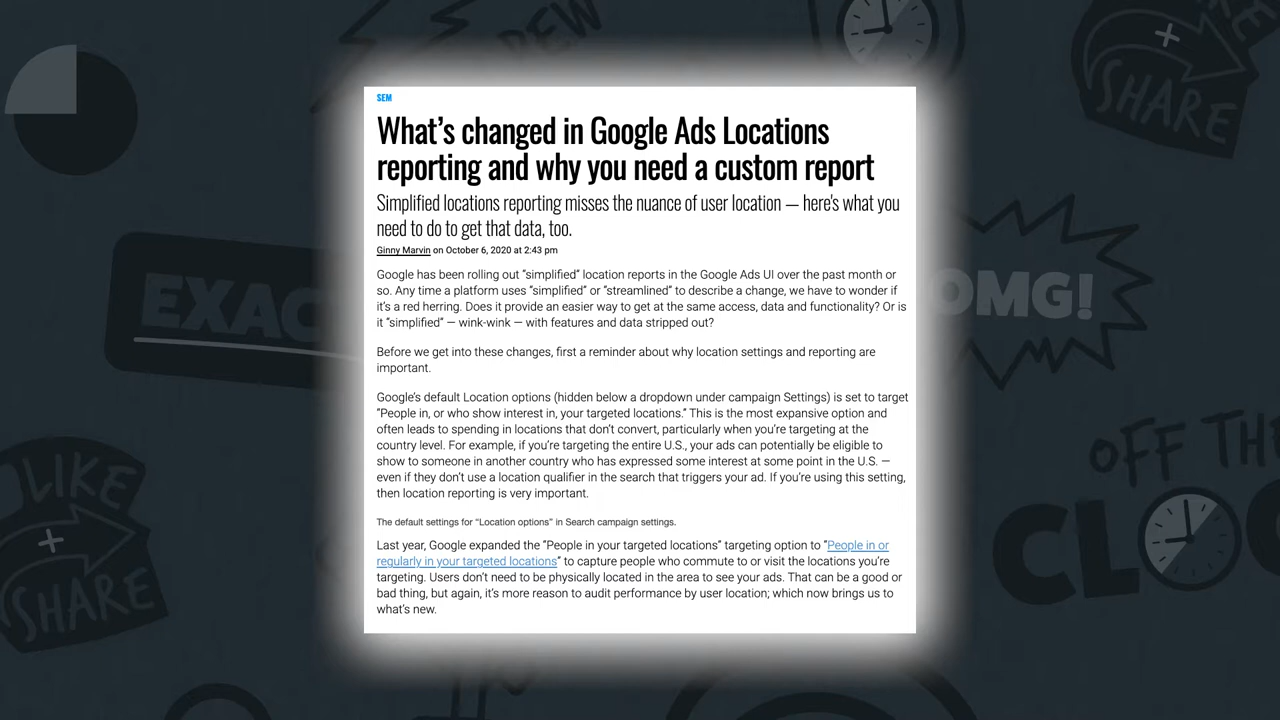 SEM
What's changed in Google Ads Locations
reporting and why you need a custom report
Simplified locations reporting misses the nuance of user location — here's what you
need to do to get that data, too.
Ginny Marvin on October 6, 2020 at 2:43 pm
Google has been rolling out “simplified” location reports in the Google Ads UI over the past month or
so. Any time a platform uses “simplified” or “streamlined” to describe a change, we have to wonder if
it's a red herring. Does it provide an easier way to get at the same access, data and functionality? Or is
it “simplified” — wink-wink — with features and data stripped out?
Before we get into these changes, first a reminder about why location settings and reporting are
important.
Google's default Location options (hidden below a dropdown under campaign Settings) is set to target
“People in, or who show interest in, your targeted locations.” This is the most expansive option and
often leads to spending in locations that don't convert, particularly when you're targeting at the
country level. For example, if you're targeting the entire U.S., your ads can potentially be eligible to
show to someone in another country who has expressed some interest at some point in the U.S. —
even if they don't use a location qualifier in the search that triggers your ad. If you're using this setting,
then location reporting is very important.
The default settings for “Location options” in Search campaign settings.
Last year, Google expanded the “People in your targeted locations” targeting option to “People in or
regularly in your targeted locations” to capture people who commute to or visit the locations you're
targeting. Users don't need to be physically located in the area to see your ads. That can be a good or
bad thing, but again, it's more reason to audit performance by user location; which now brings us to
what's new.
SHARE
EXAC
OMG!
LIKE
SHARE
OFF THE
CLO